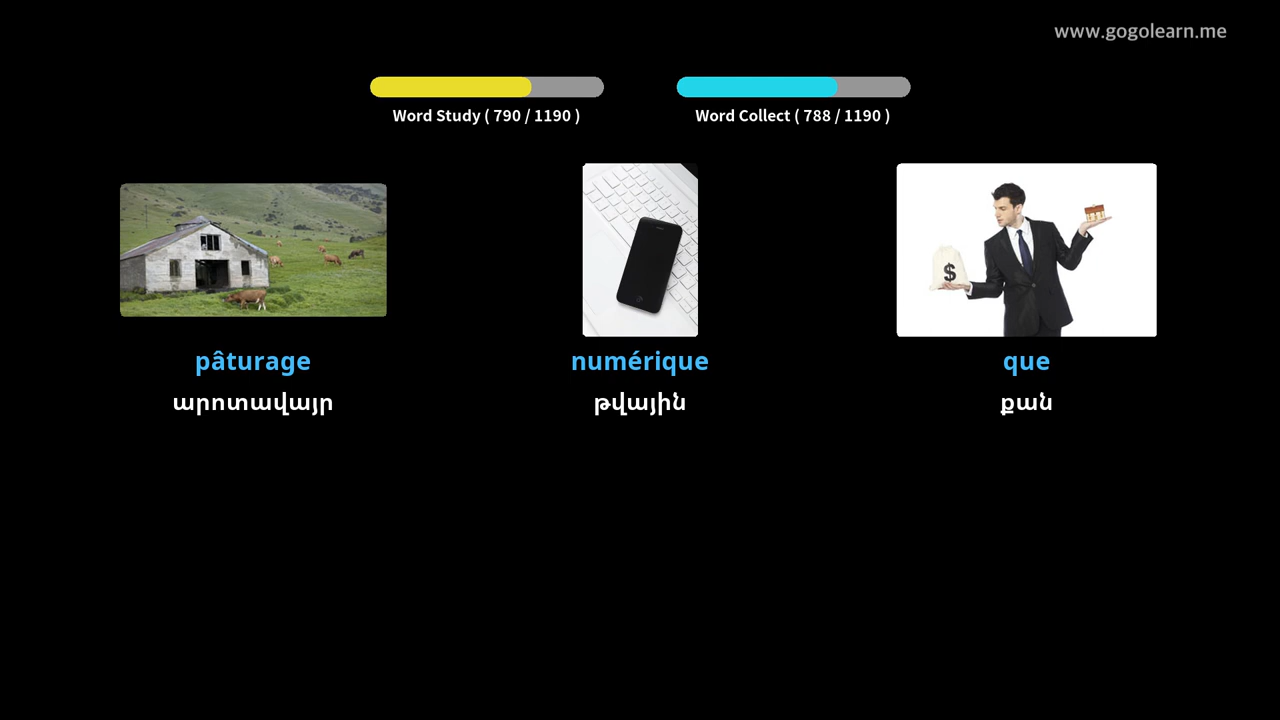 www.gogolearn.me
Word Study ( 790 / 1190 )
Word Collect ( 788 / 1190 )
$
pâturage
numérique
que
արոտավայր
թվային
քան